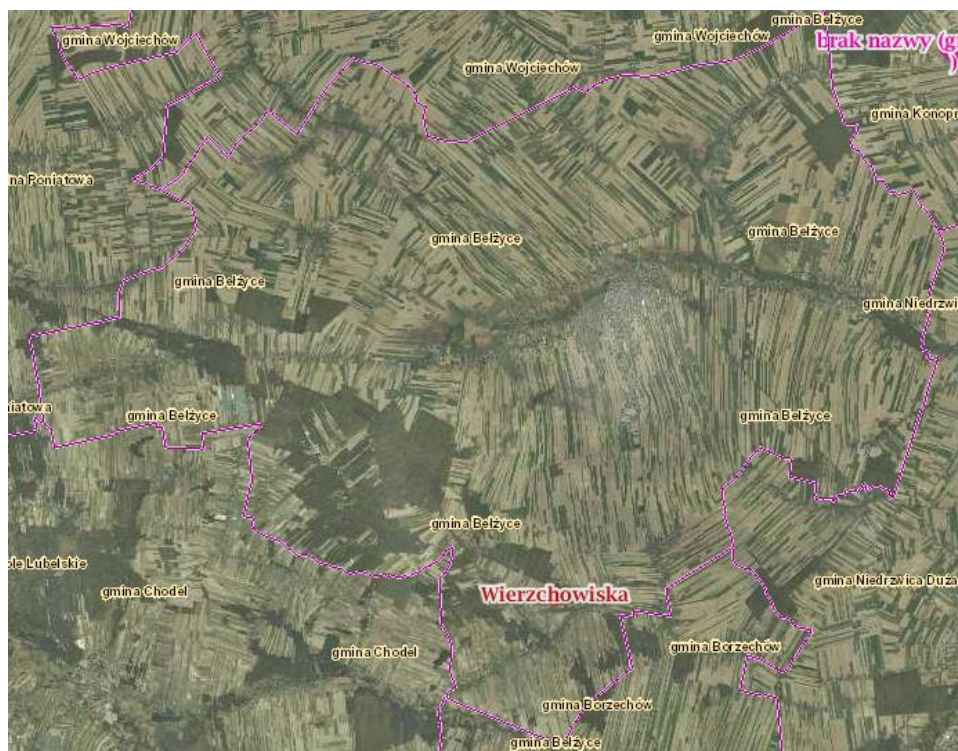 gmina Bełżyce
gmina Wojciechów
gmina Wojciechów
brak nazwy (g
)
gmina Wojciechów
gmina Konopn
na Poniatowa
gmina Bełżyce
gmina Bełżyce
gmina Bełżyce
gmina Niedrzwi
niatowa
gmina Bełżyce
gmina Bełżyce
gmina Bełżyce
ole Lubelskie
gmina Chodel
Wierzchowiska
gmina Niedrzwica Duża
gmina Chodel
gmina Borzechów
gmina Borzechów
gmina Bełżyce